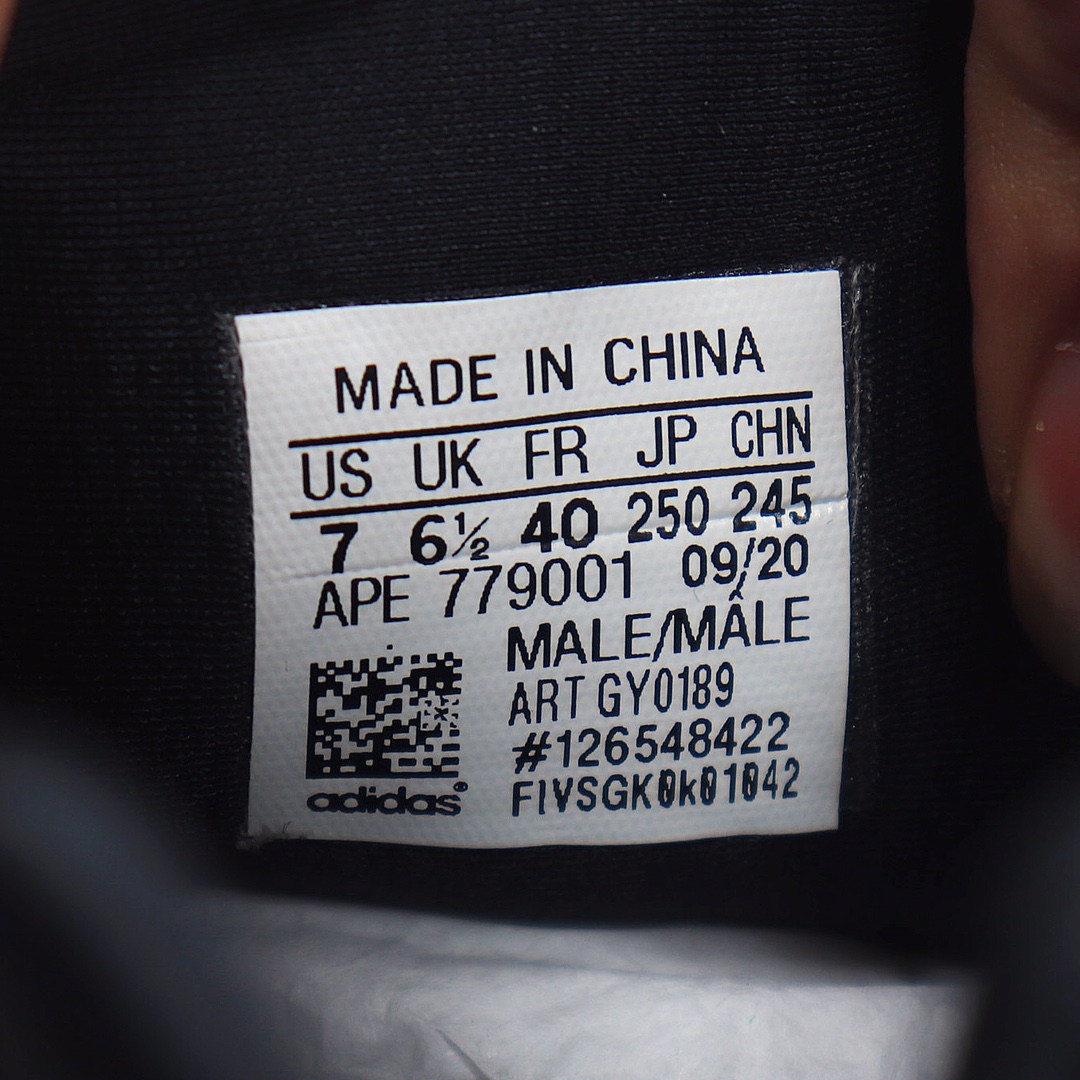 MADE IN CHINA
US UK FR JP CHN
7 6½ 40 250 245
APE 779001 09/20
MALE/MÂLE
ART GY0189
#126548422
FIVSGK0k01042
adidas®